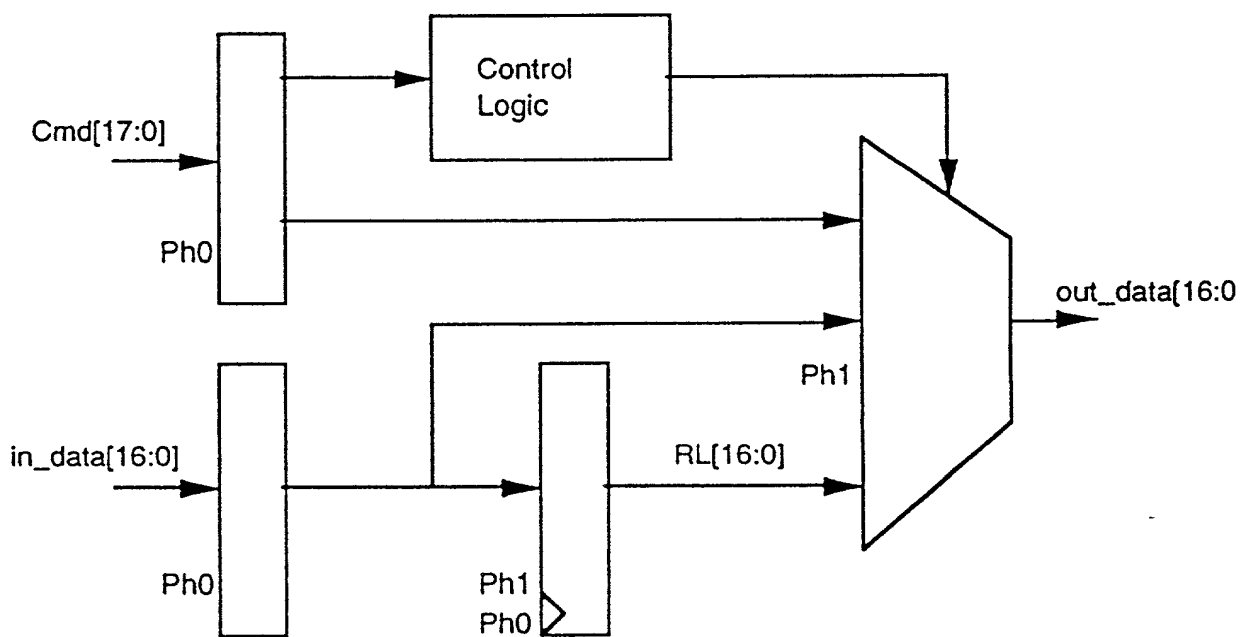 Control
Logic
Cmd[17:0]
Ph0
out_data[16:0
Ph1
in_data[16:0]
RL[16:0]
Ph0
Ph1
Ph0